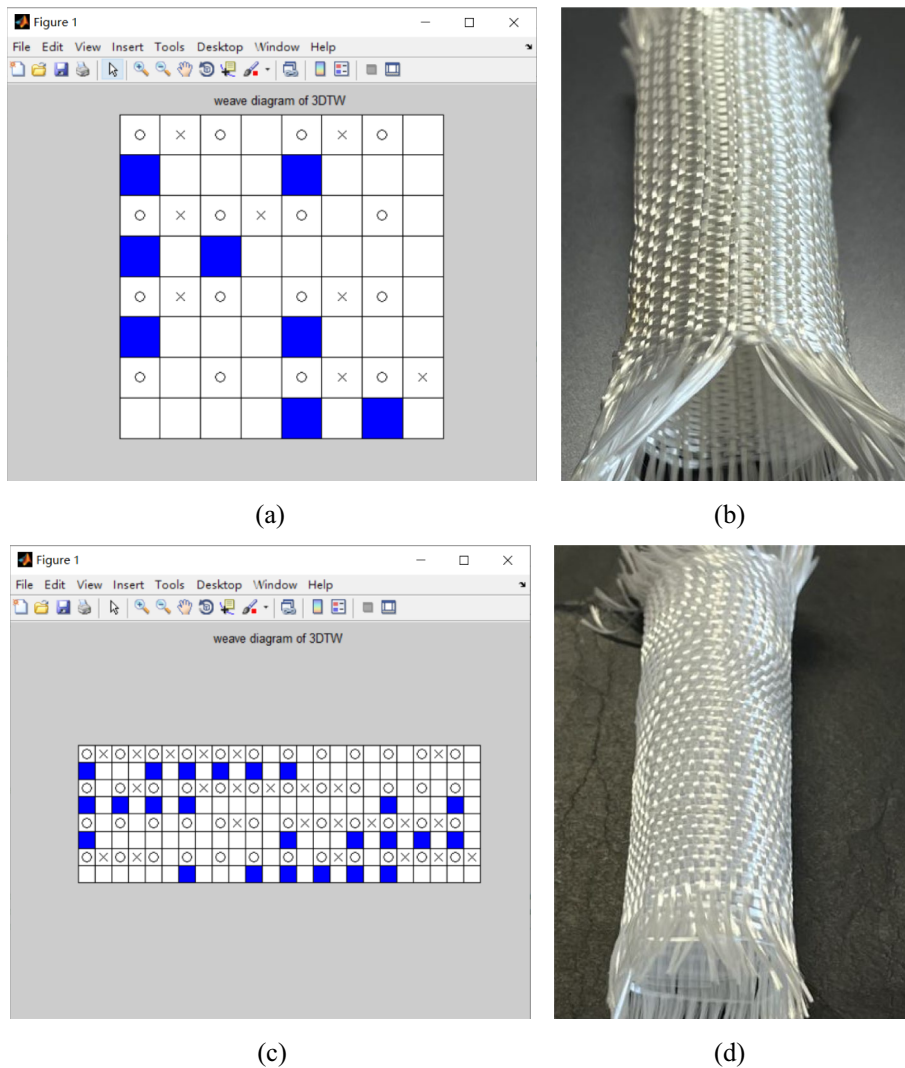 Figure 1
File Edit View Insert Tools Desktop Window Help
weave diagram of 3DTW
(a)
(b)
Figure 1
File Edit View Insert Tools Desktop Window Help
weave diagram of 3DTW
(c)
(d)